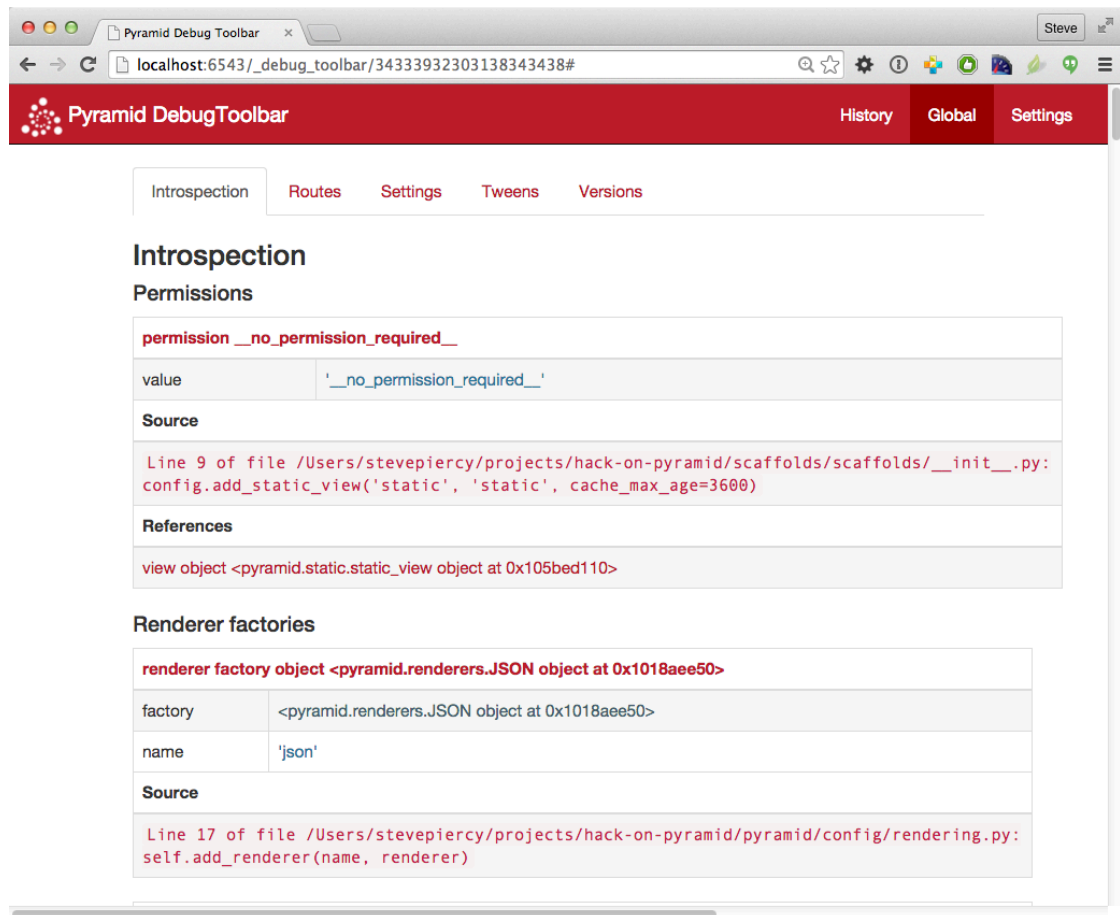 Pyramid Debug Toolbar
Steve
localhost:6543/_debug_toolbar/34333932303138343438#
Pyramid DebugToolbar
History Global Settings
Introspection Routes Settings Tweens Versions
Introspection
Permissions
permission __no_permission_required__
value '__no_permission_required__'
Source
Line 9 of file /Users/stevepiercy/projects/hack-on-pyramid/scaffolds/scaffolds/__init__.py:
config.add_static_view('static', 'static', cache_max_age=3600)
References
view object <pyramid.static.static_view object at 0x105bed110>
Renderer factories
renderer factory object <pyramid.renderers.JSON object at 0x1018aee50>
factory <pyramid.renderers.JSON object at 0x1018aee50>
name 'json'
Source
Line 17 of file /Users/stevepiercy/projects/hack-on-pyramid/pyramid/config/rendering.py:
self.add_renderer(name, renderer)